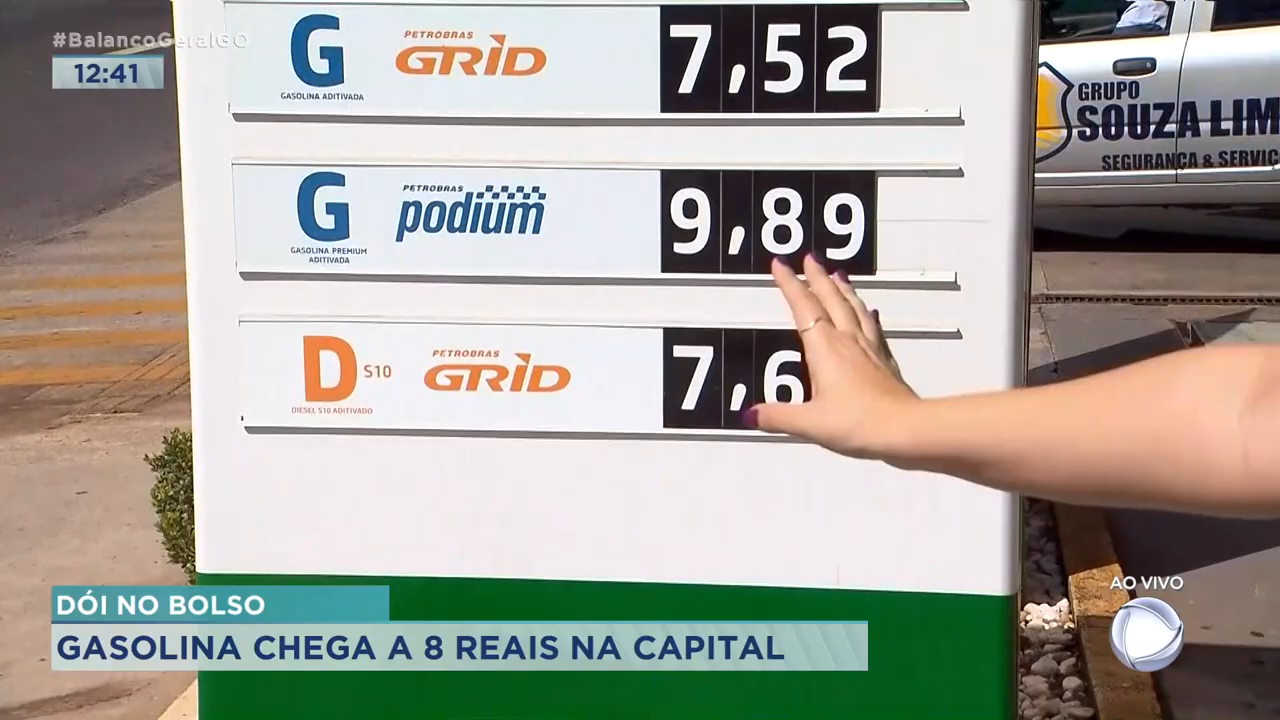 #BalancoGeralGO
12:41
G
GASOLINA ADITIVADA
PETROBRAS
GRID
7,52
G
GASOLINA PREMIUM
ADITIVADA
PETROBRAS
podium
9,89
D S10
DIESEL S10 ADITIVADO
PETROBRAS
GRID
7,6
GRUPO
SOUZA LIM
SEGURANÇA & SERVIÇ
AO VIVO
DÓI NO BOLSO
GASOLINA CHEGA A 8 REAIS NA CAPITAL